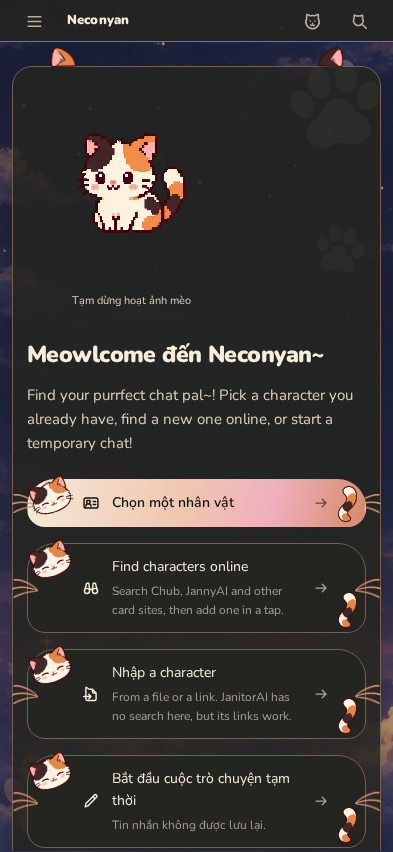 Neconyan
Tạm dừng hoạt ảnh mèo
Meowlcome đến Neconyan~
Find your purrfect chat pal~! Pick a character you
already have, find a new one online, or start a
temporary chat!
Chọn một nhân vật
Find characters online
Search Chub, JannyAI and other
card sites, then add one in a tap.
Nhập a character
From a file or a link. JanitorAI has
no search here, but its links work.
Bắt đầu cuộc trò chuyện tạm
thời
Tin nhắn không được lưu lại.